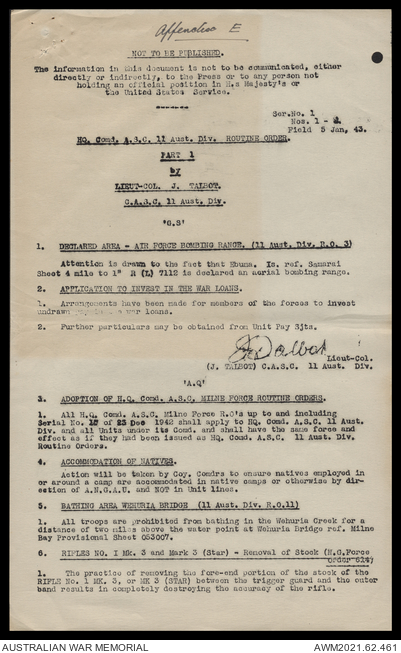 Appendix E
NOT TO BE PUBLISHED.
The information in this document is not to be communicated, either
directly or indirectly, to the Press or to any person not
holding an official position in H.s Majesty's or
the United States Service.
Ser.No. 1
Nos. 1 -
Field 5 Jan, 43.
HQ. Comd. A.S.C. 11 Aust. Div. ROUTINE ORDER.
PART 1
by
LIEUT-COL. J. TALBOT.
C.A.S.C. 11 Aust. Div.
'G.S'
1. DECLARED AREA - AIR FORCE BOMBING RANGE. (11 Aust. Div. R.O. 3)
Attention is drawn to the fact that Ebuma. Is. ref. Samarai
Sheet 4 mile to 1" R (L) 7112 is declared an aerial bombing range.
2. APPLICATION TO INVEST IN THE WAR LOANS.
1. Arrangements have been made for members of the forces to invest
undrawn war loans.
2. Further particulars may be obtained from Unit Pay Sjts.
J Talbot
Lieut-Col.
(J. TALBOT) C.A.S.C. 11 Aust. Div.
'A.Q'
3. ADOPTION OF H.Q. Comd. A.S.C. MILNE FORCE ROUTINE ORDERS.
1. All H.Q. Comd. A.S.C. Milne Force R.O's up to and including
Serial No. of 23 Dec 1942 shall apply to HQ. Comd. A.S.C. 11 Aust.
Div. and all Units under its Comd. and shall have the same force and
effect as if they had been issued as HQ. Comd. A.S.C. 11 Aust. Div.
Routine Orders.
4. ACCOMMODATION OF NATIVES.
Action will be taken by Coy. Comdrs to ensure natives employed in
or around a camp are accommodated in native camps or otherwise by dir-
ection of A.N.G.A.U. and NOT in Unit lines.
5. BATHING AREA WEHURIA BRIDGE (11 Aust. Div. R.O.11)
1. All troops are prohibited from bathing in the Wehuria Creek for a
distance of two miles above the water point at Wehuria Bridge ref. Milne
Bay Provisional Sheet 053007.
6. RIFLES NO. I Mk. 3 and Mark 3 (Star) - Removal of Stock (M.G.Force
Order 614)
1. The practice of removing the fore-end portion of the stock of the
RIFLE No. 1 MK. 3, or MK 3 (STAR) between the trigger guard and the outer
band results in completely destroying the accuracy of the rifle.
AUSTRALIAN WAR MEMORIAL
AWM2021.62.461